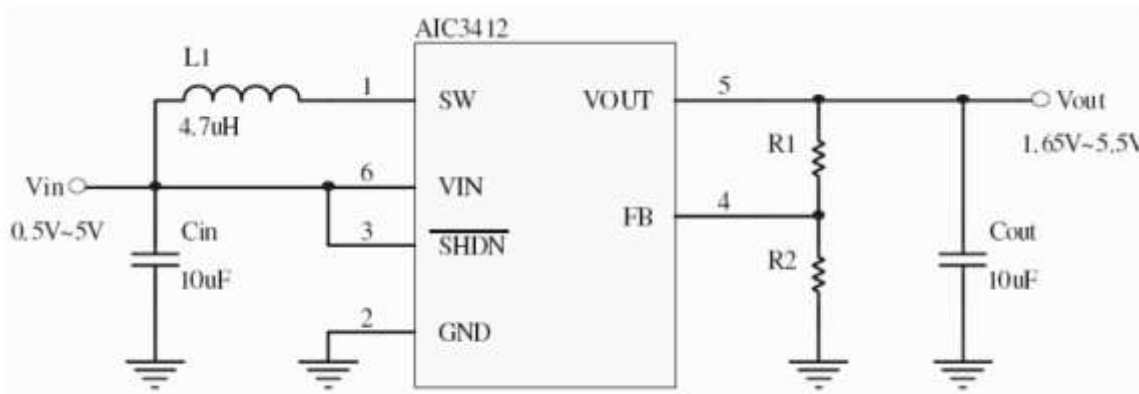 AIC3412
L1
4.7uH
1
SW
VOUT
5
Vout
1.65V~5.5V
R1
Vin
0.5V~5V
6
VIN
FB
4
Cin
10uF
3
SHDN
R2
Cout
10uF
2
GND